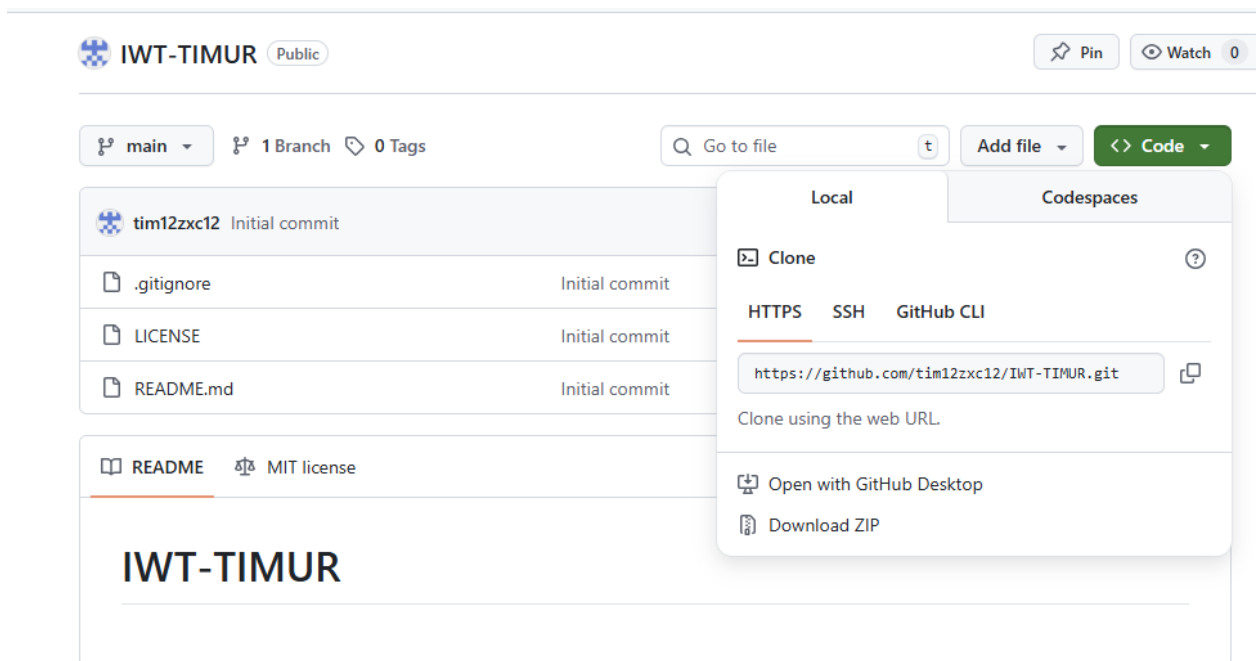 IWT-TIMUR Public Pin Watch 0
main 1 Branch 0 Tags Go to file t Add file <> Code
tim12zxc12 Initial commit
.gitignore Initial commit
LICENSE Initial commit
README.md Initial commit
README MIT license
IWT-TIMUR
Local Codespaces
Clone
HTTPS SSH GitHub CLI
https://github.com/tim12zxc12/IWT-TIMUR.git
Clone using the web URL.
Open with GitHub Desktop
Download ZIP